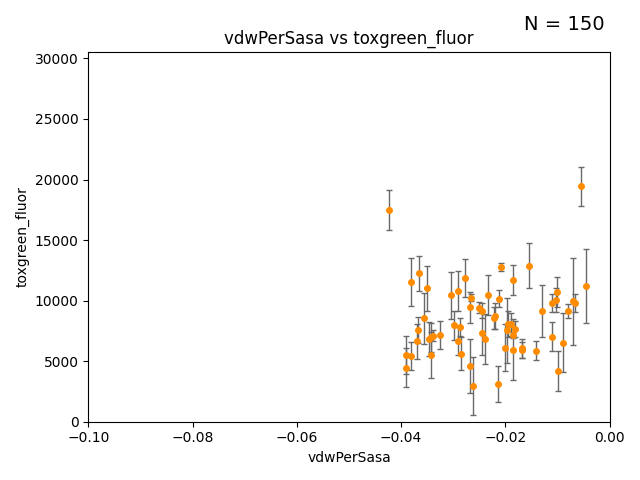 N = 150
vdwPerSasa vs toxgreen_fluor
30000
25000
20000
15000
10000
5000
0
toxgreen_fluor
−0.10 −0.08 −0.06 −0.04 −0.02 0.00
vdwPerSasa